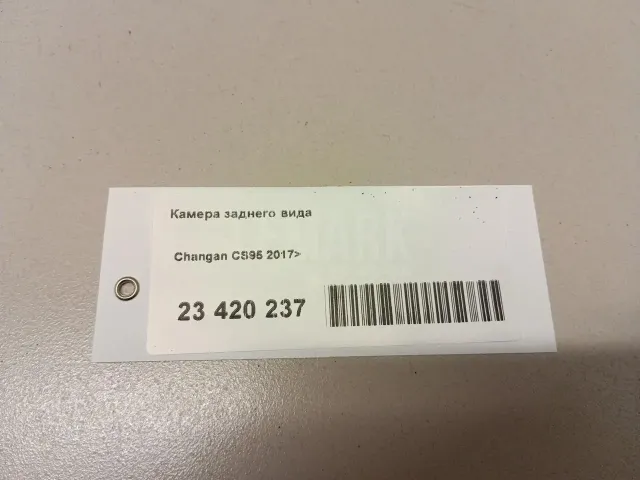 Камера заднего вида
Changan CS95 2017>
23 420 237